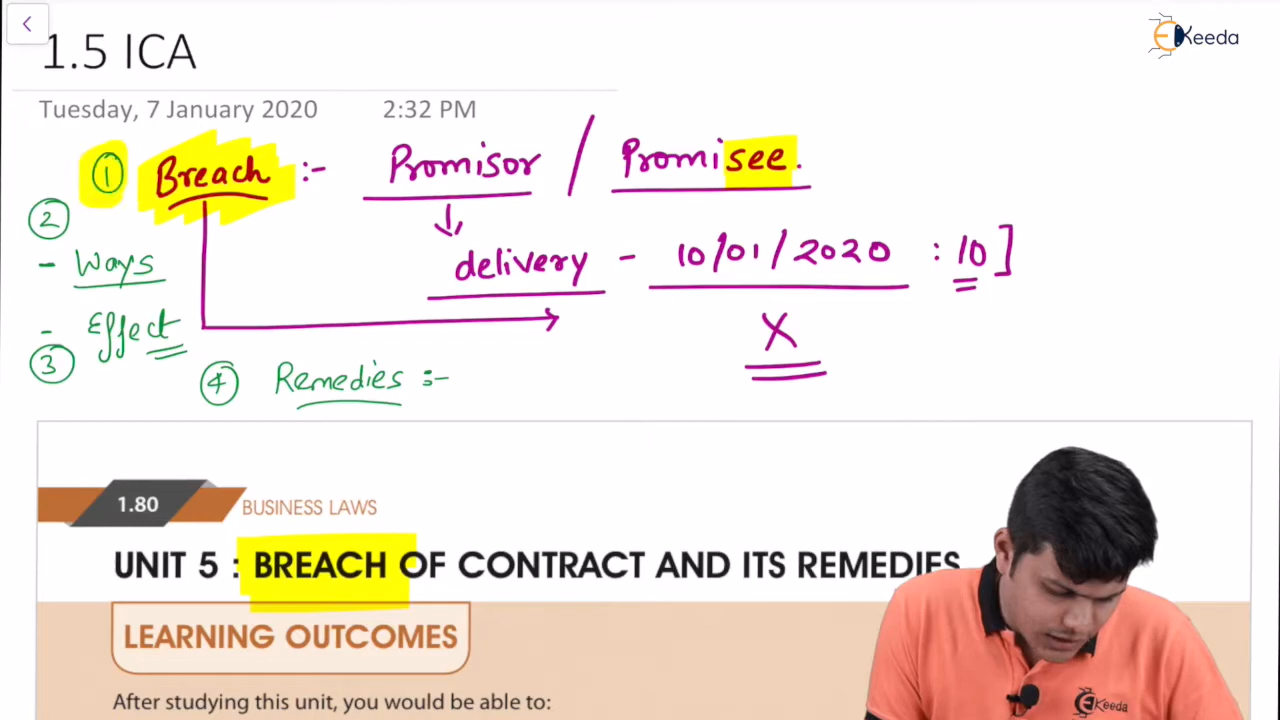 1.5 ICA
EKeeda
Tuesday, 7 January 2020 2:32 PM
① Breach :- Promisor / Promisee.
②
- Ways
delivery - 10/01/2020 : 10]
- Effect
X
③
④ Remedies :-
1.80 BUSINESS LAWS
UNIT 5 : BREACH OF CONTRACT AND ITS REMEDIES
LEARNING OUTCOMES
After studying this unit, you would be able to:
EKeeda